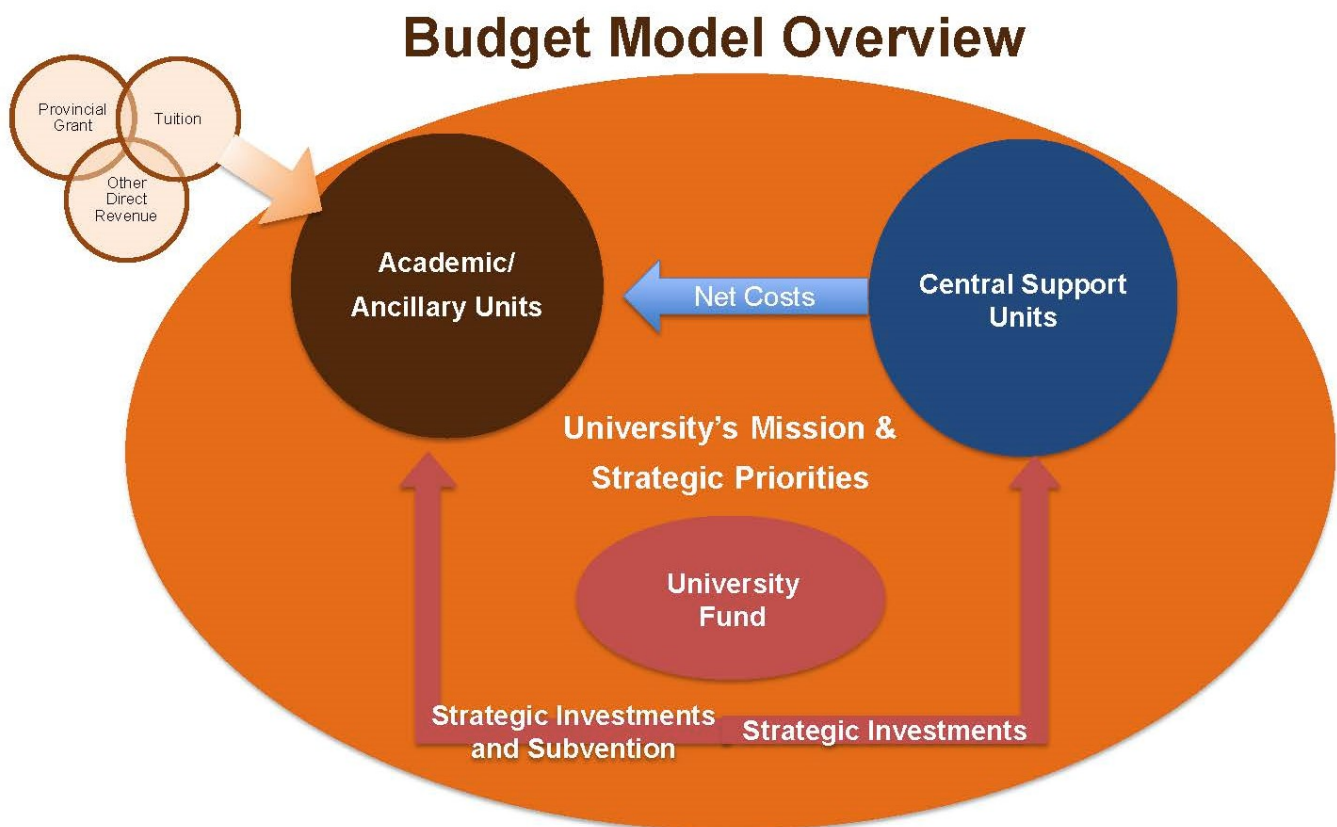 Budget Model Overview
Provincial
Grant
Tuition
Other
Direct
Revenue
Academic/
Ancillary Units
Net Costs
Central Support
Units
University’s Mission &
Strategic Priorities
University
Fund
Strategic Investments
and Subvention
Strategic Investments